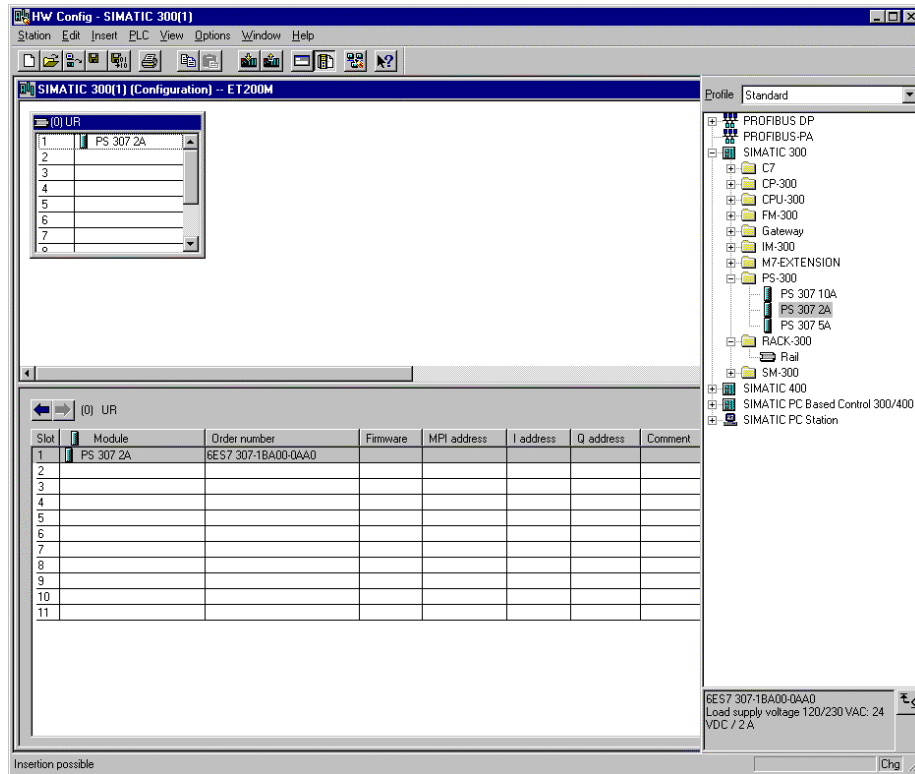 HW Config - SIMATIC 300(1)
Station Edit Insert PLC View Options Window Help
SIMATIC 300(1) (Configuration) -- ET200M
(0) UR
1 PS 307 2A
2
3
4
5
6
7
8
(0) UR
Slot Module Order number Firmware MPI address I address Q address Comment
1 PS 307 2A 6ES7 307-1BA00-0AA0
2
3
4
5
6
7
8
9
10
11
Profile Standard
PROFIBUS DP
PROFIBUS-PA
SIMATIC 300
C7
CP-300
CPU-300
FM-300
Gateway
IM-300
M7-EXTENSION
PS-300
PS 307 10A
PS 307 2A
PS 307 5A
RACK-300
Rail
SM-300
SIMATIC 400
SIMATIC PC Based Control 300/400
SIMATIC PC Station
6ES7 307-1BA00-0AA0
Load supply voltage 120/230 VAC: 24
VDC / 2 A
Insertion possible
Chg